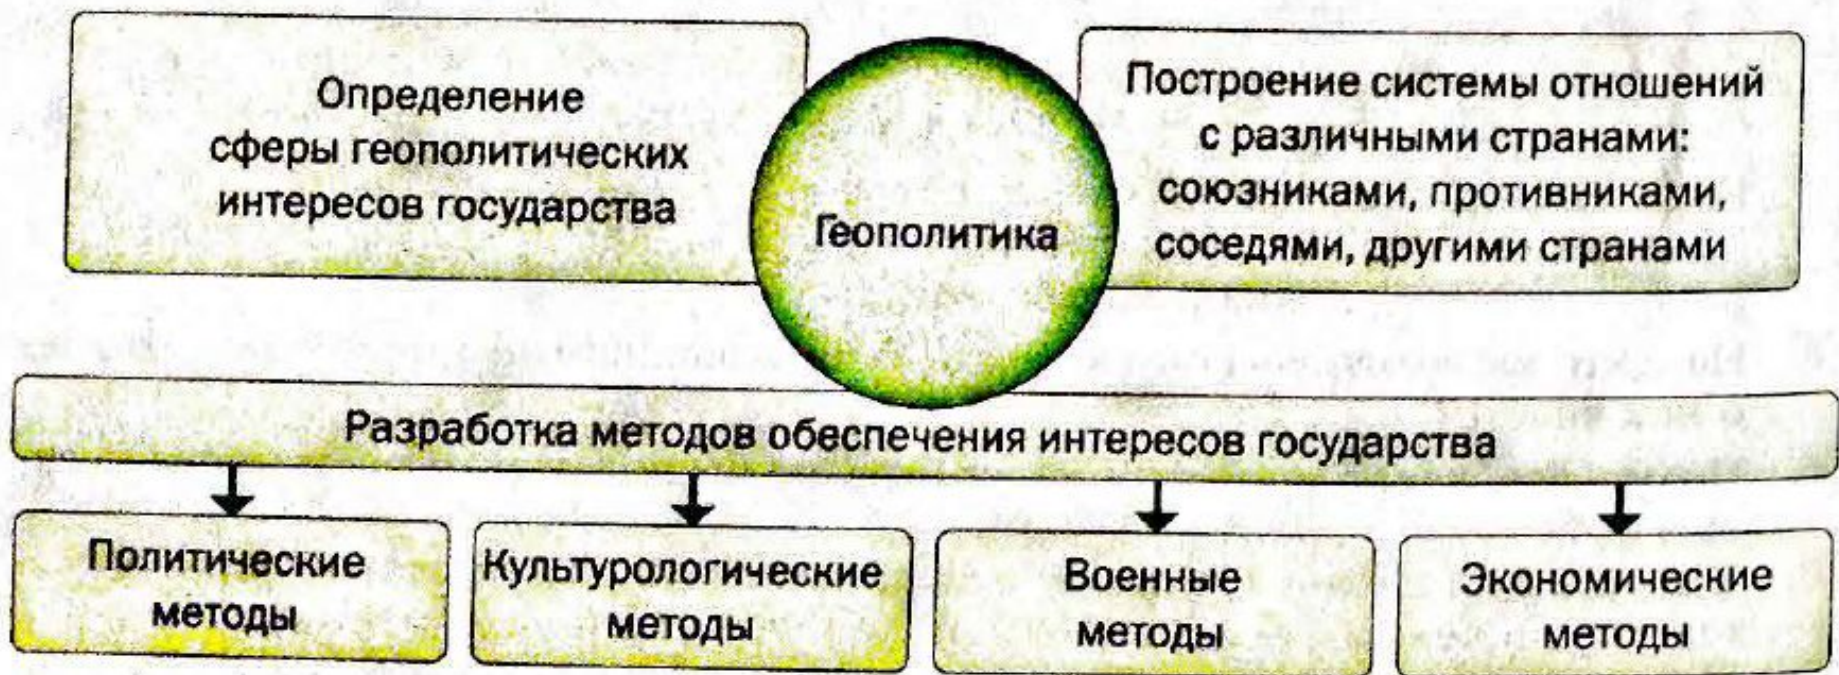 Определение
сферы геополитических
интересов государства
Геополитика
Построение системы отношений
с различными странами:
союзниками, противниками,
соседями, другими странами
Разработка методов обеспечения интересов государства
Политические
методы
Культурологические
методы
Военные
методы
Экономические
методы